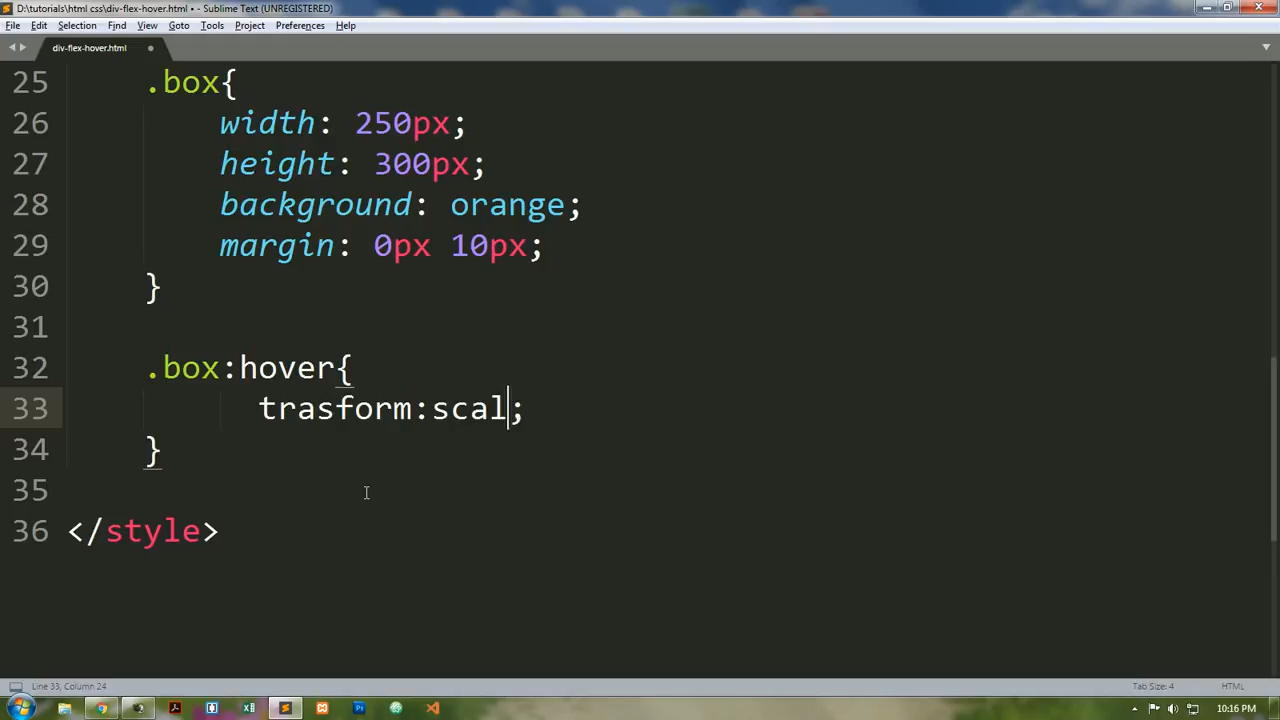 D:\tutorials\html css\div-flex-hover.html • - Sublime Text (UNREGISTERED)
File Edit Selection Find View Goto Tools Project Preferences Help
div-flex-hover.html
25 .box{
26 width: 250px;
27 height: 300px;
28 background: orange;
29 margin: 0px 10px;
30 }
31
32 .box:hover{
33 trasform:scal;
34 }
35
36 </style>
Line 33, Column 24 Tab Size: 4 HTML
10:16 PM